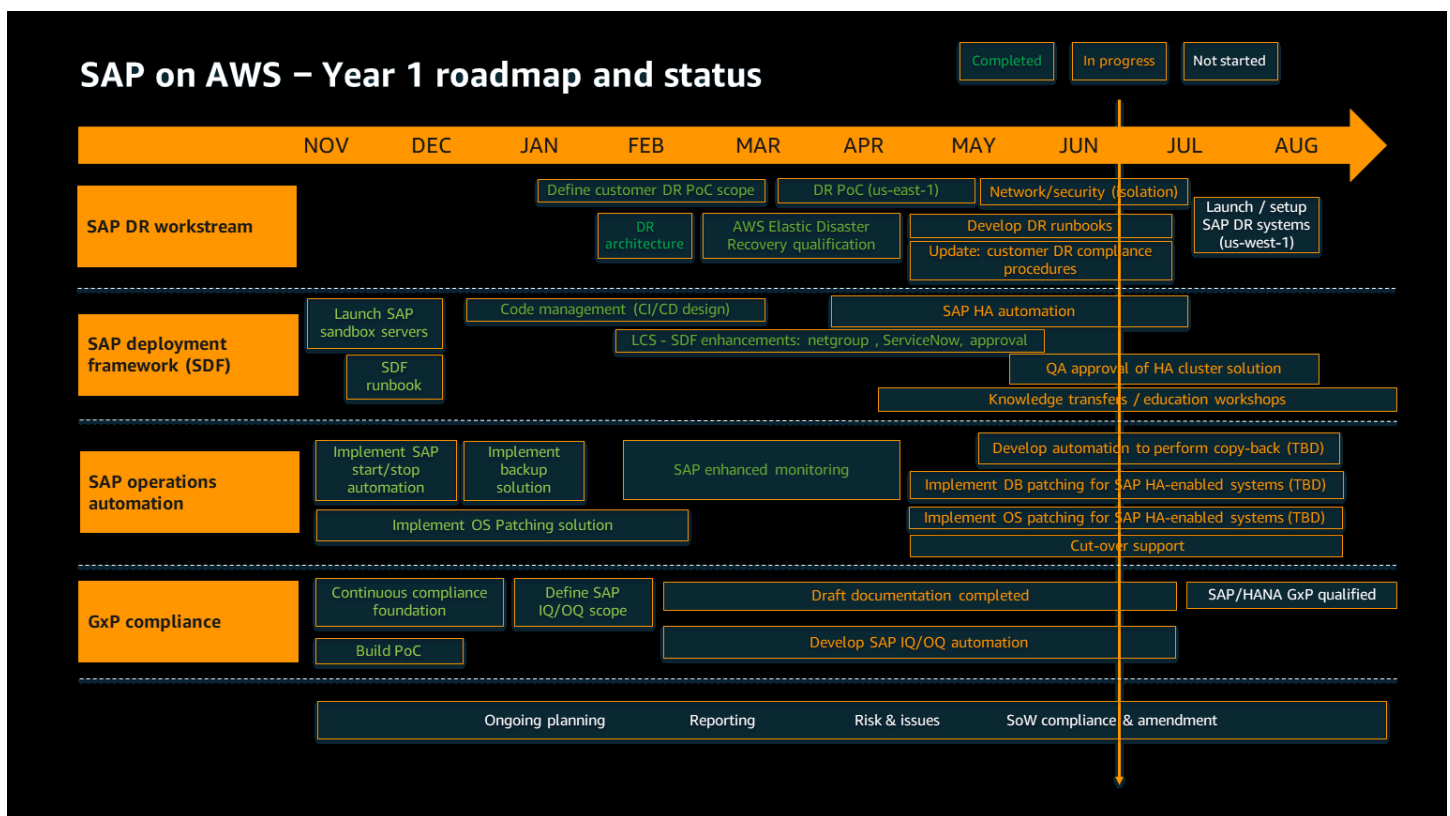 SAP on AWS – Year 1 roadmap and status
Completed
In progress
Not started
NOV DEC JAN FEB MAR APR MAY JUN JUL AUG
SAP DR workstream
Define customer DR PoC scope
DR PoC (us-east-1)
Network/security (isolation)
DR
architecture
AWS Elastic Disaster
Recovery qualification
Develop DR runbooks
Update: customer DR compliance
procedures
Launch / setup
SAP DR systems
(us-west-1)
SAP deployment
framework (SDF)
Launch SAP
sandbox servers
Code management (CI/CD design)
SAP HA automation
LCS - SDF enhancements: netgroup , ServiceNow, approval
SDF
runbook
QA approval of HA cluster solution
Knowledge transfers / education workshops
SAP operations
automation
Implement SAP
start/stop
automation
Implement
backup
solution
SAP enhanced monitoring
Develop automation to perform copy-back (TBD)
Implement DB patching for SAP HA-enabled systems (TBD)
Implement OS Patching solution
Implement OS patching for SAP HA-enabled systems (TBD)
Cut-over support
GxP compliance
Continuous compliance
foundation
Define SAP
IQ/OQ scope
Draft documentation completed
SAP/HANA GxP qualified
Build PoC
Develop SAP IQ/OQ automation
Ongoing planning Reporting Risk & issues SoW compliance & amendment